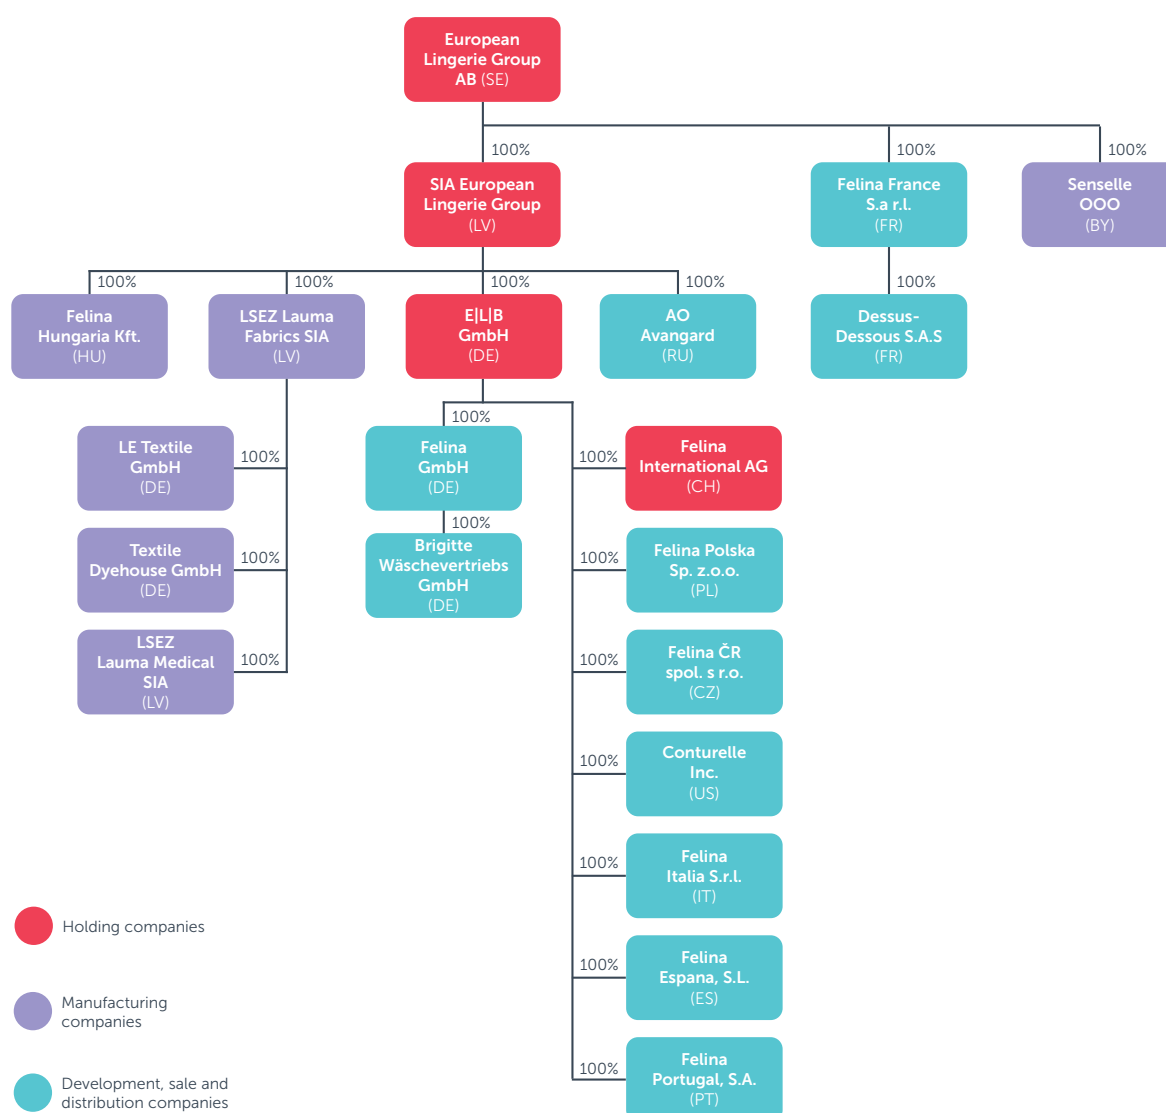 European
Lingerie Group
AB (SE)
100%
100%
100%
SIA European
Lingerie Group
(LV)
Felina France
S.a r.l.
(FR)
Senselle
OOO
(BY)
100%
100%
100%
100%
100%
Felina
Hungaria Kft.
(HU)
LSEZ Lauma
Fabrics SIA
(LV)
E|L|B
GmbH
(DE)
AO
Avangard
(RU)
Dessus-
Dessous S.A.S
(FR)
100%
LE Textile
GmbH
(DE)
100%
Felina
GmbH
(DE)
100%
Felina
International AG
(CH)
100%
Textile
Dyehouse GmbH
(DE)
100%
Brigitte
Wäschevertriebs
GmbH
(DE)
100%
Felina Polska
Sp. z.o.o.
(PL)
LSEZ
Lauma Medical
SIA
(LV)
100%
100%
Felina ČR
spol. s r.o.
(CZ)
100%
Conturelle
Inc.
(US)
100%
Felina
Italia S.r.l.
(IT)
100%
Felina
Espana, S.L.
(ES)
100%
Felina
Portugal, S.A.
(PT)
Holding companies
Manufacturing
companies
Development, sale and
distribution companies